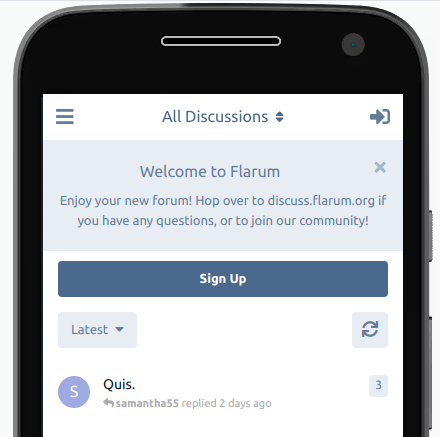 All Discussions
Welcome to Flarum
Enjoy your new forum! Hop over to discuss.flarum.org if
you have any questions, or to join our community!
Sign Up
Latest
S
Quis.
3
samantha55 replied 2 days ago